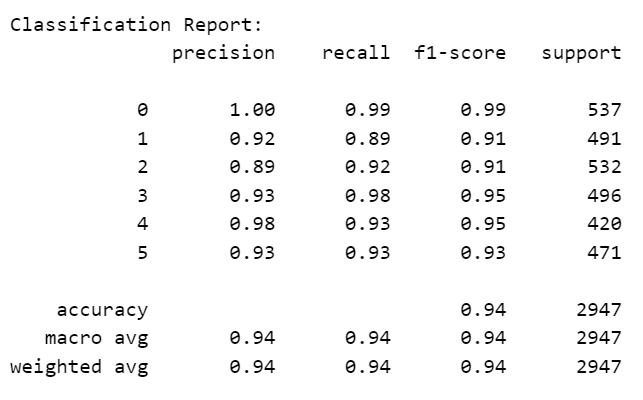 Classification Report:
precision recall f1-score support
0 1.00 0.99 0.99 537
1 0.92 0.89 0.91 491
2 0.89 0.92 0.91 532
3 0.93 0.98 0.95 496
4 0.98 0.93 0.95 420
5 0.93 0.93 0.93 471
accuracy 0.94 2947
macro avg 0.94 0.94 0.94 2947
weighted avg 0.94 0.94 0.94 2947